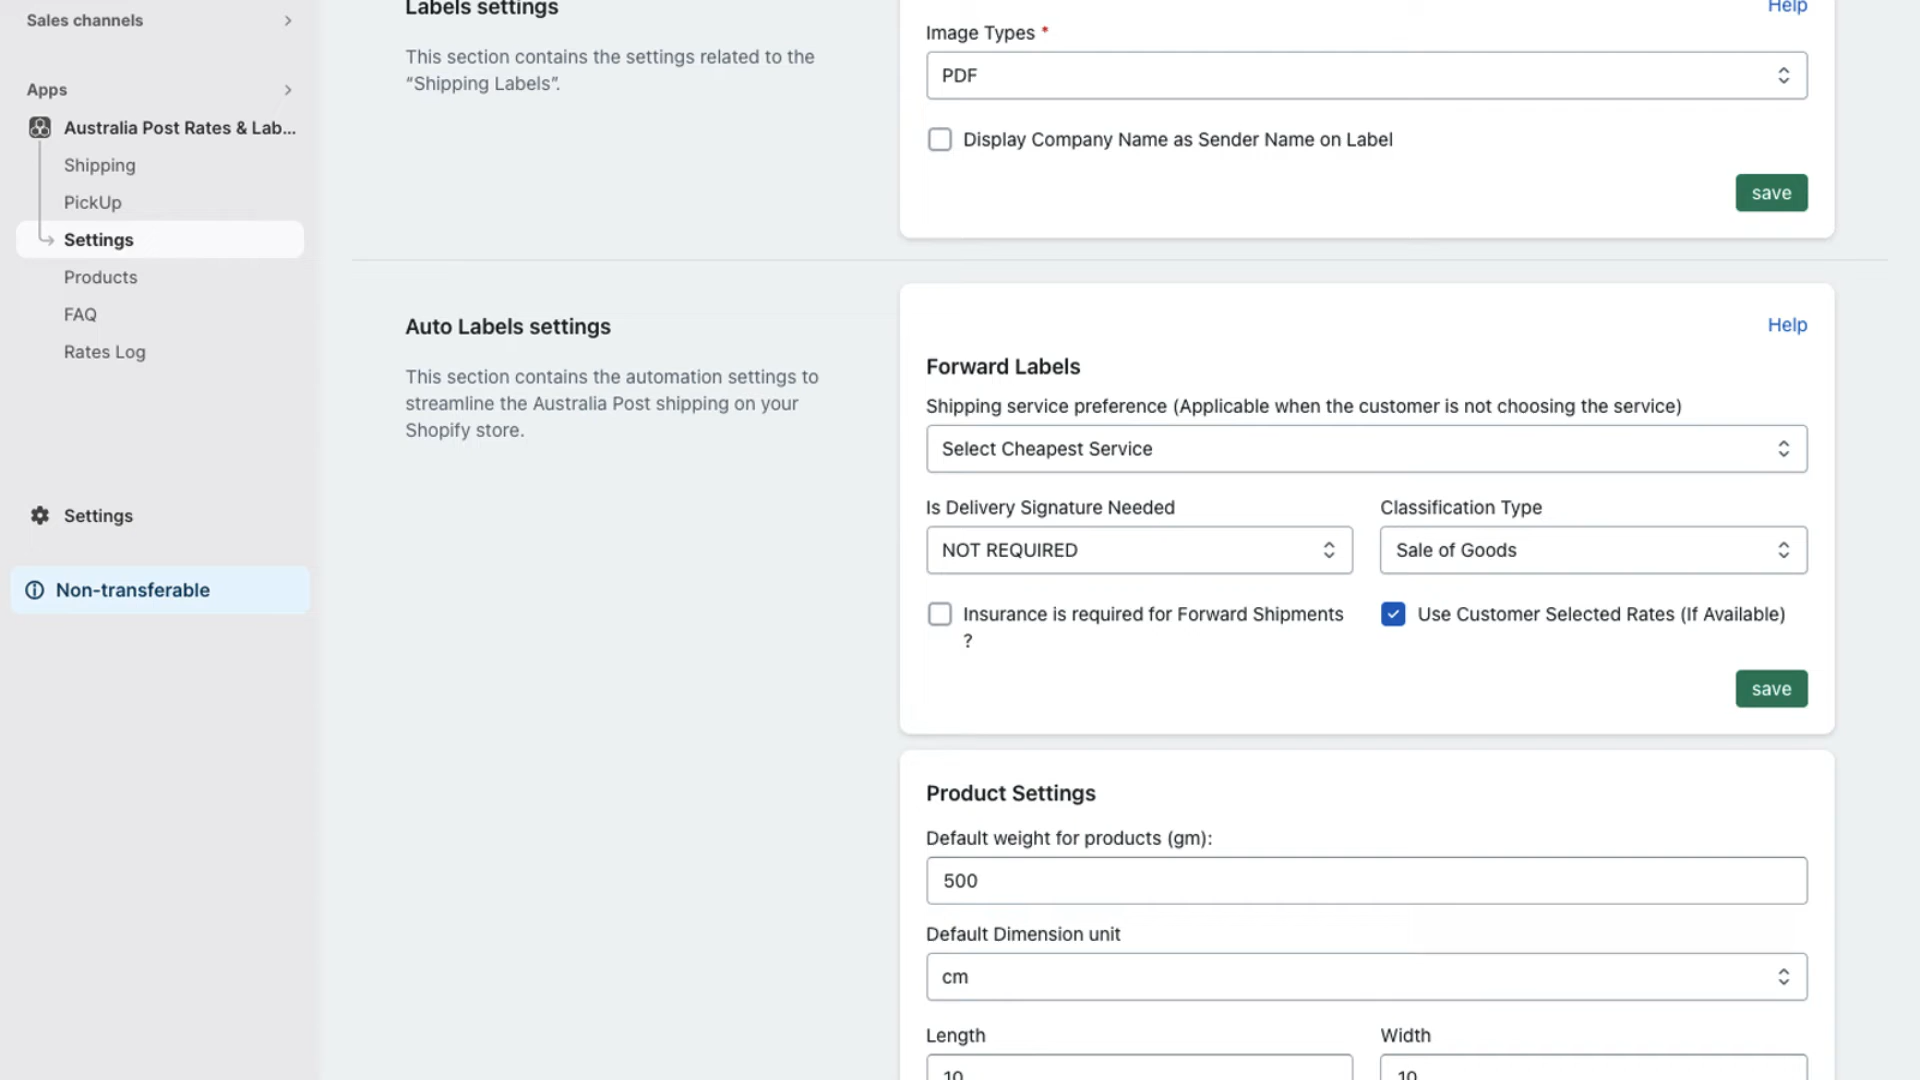 Sales channels
Apps
Australia Post Rates & Lab...
Shipping
PickUp
Settings
Products
FAQ
Rates Log
Settings
Non-transferable
Labels settings
This section contains the settings related to the
“Shipping Labels”.
Help
Image Types *
PDF
Display Company Name as Sender Name on Label
save
Auto Labels settings
This section contains the automation settings to
streamline the Australia Post shipping on your
Shopify store.
Help
Forward Labels
Shipping service preference (Applicable when the customer is not choosing the service)
Select Cheapest Service
Is Delivery Signature Needed
Classification Type
NOT REQUIRED
Sale of Goods
Insurance is required for Forward Shipments
?
Use Customer Selected Rates (If Available)
save
Product Settings
Default weight for products (gm):
500
Default Dimension unit
cm
Length
Width
10
10